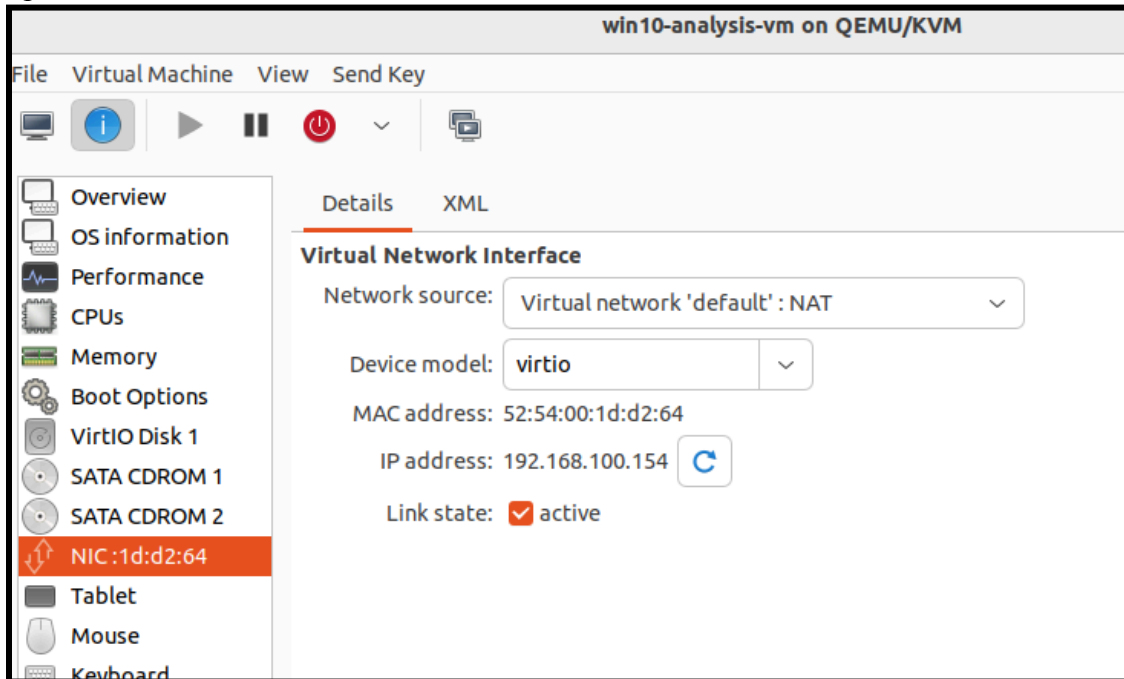 win10-analysis-vm on QEMU/KVM
File Virtual Machine View Send Key
Overview
OS information
Performance
CPUs
Memory
Boot Options
VirtIO Disk 1
SATA CDROM 1
SATA CDROM 2
NIC :1d:d2:64
Tablet
Mouse
Keyboard
Details XML
Virtual Network Interface
Network source: Virtual network 'default' : NAT
Device model: virtio
MAC address: 52:54:00:1d:d2:64
IP address: 192.168.100.154
Link state: active